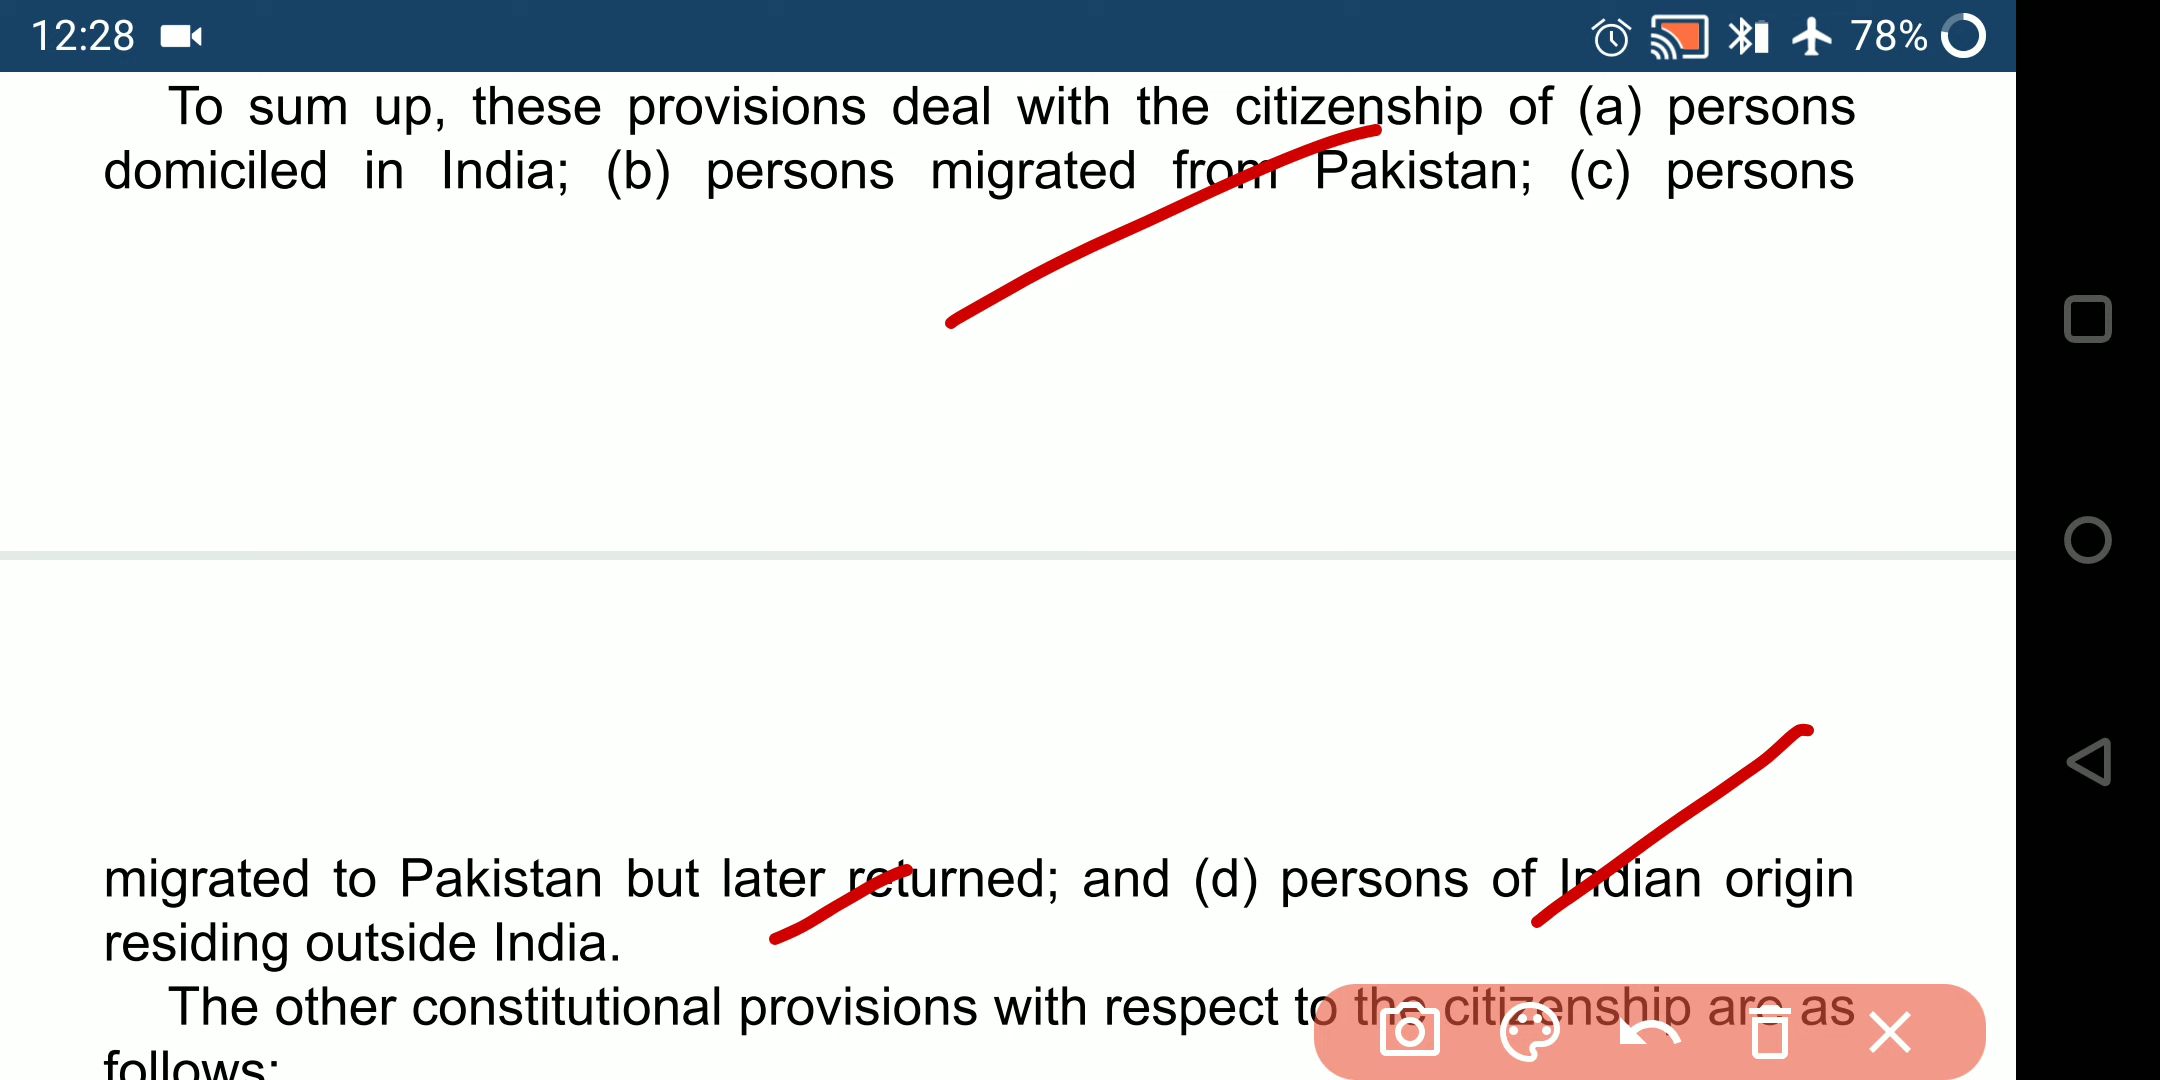 12:28
78%
To sum up, these provisions deal with the citizenship of (a) persons
domiciled in India; (b) persons migrated from Pakistan; (c) persons
migrated to Pakistan but later returned; and (d) persons of Indian origin
residing outside India.
The other constitutional provisions with respect to the citizenship are as
follows: